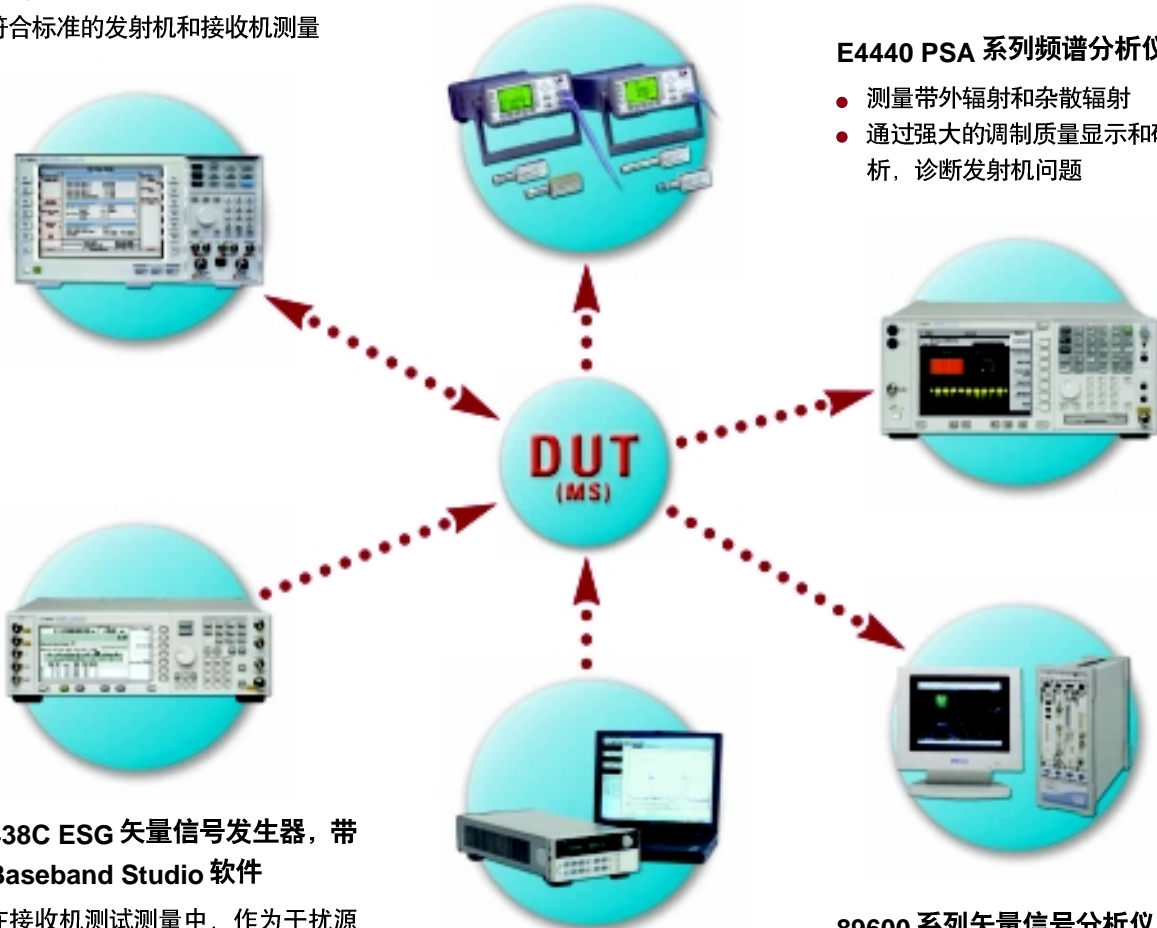 符合标准的发射机和接收机测量
E4440 PSA 系列频谱分析仪
● 测量带外辐射和杂散辐射
● 通过强大的调制质量显示和
析，诊断发射机问题
DUT
(MS)
438C ESG 矢量信号发生器，带
Baseband Studio 软件
在接收机测试测量中，作为干扰源
89600 系列矢量信号分析仪